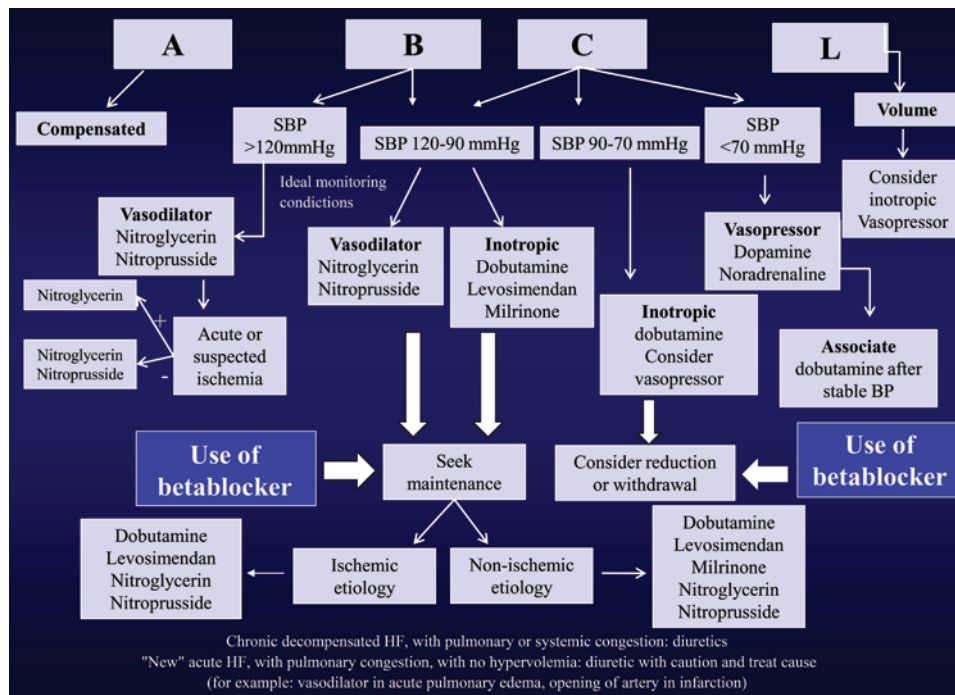 A
B
C
L
Compensated
SBP
>120mmHg
SBP 120-90 mmHg
SBP 90-70 mmHg
SBP
<70 mmHg
Volume
Ideal monitoring
condictions
Consider
inotropic
Vasopressor
Vasodilator
Nitroglycerin
Nitroprusside
Vasodilator
Nitroglycerin
Nitroprusside
Inotropic
Dobutamine
Levosimendan
Milrinone
Vasopressor
Dopamine
Noradrenaline
Nitroglycerin
+
Nitroglycerin
Nitroprusside
-
Acute or
suspected
ischemia
Inotropic
dobutamine
Consider
vasopressor
Associate
dobutamine after
stable BP
Use of
betablocker
Seek
maintenance
Consider reduction
or withdrawal
Use of
betablocker
Dobutamine
Levosimendan
Nitroglycerin
Nitroprusside
Ischemic
etiology
Non-ischemic
etiology
Dobutamine
Levosimendan
Milrinone
Nitroglycerin
Nitroprusside
Chronic decompensated HF, with pulmonary or systemic congestion: diuretics
"New" acute HF, with pulmonary congestion, with no hypervolemia: diuretic with caution and treat cause
(for example: vasodilator in acute pulmonary edema, opening of artery in infarction)